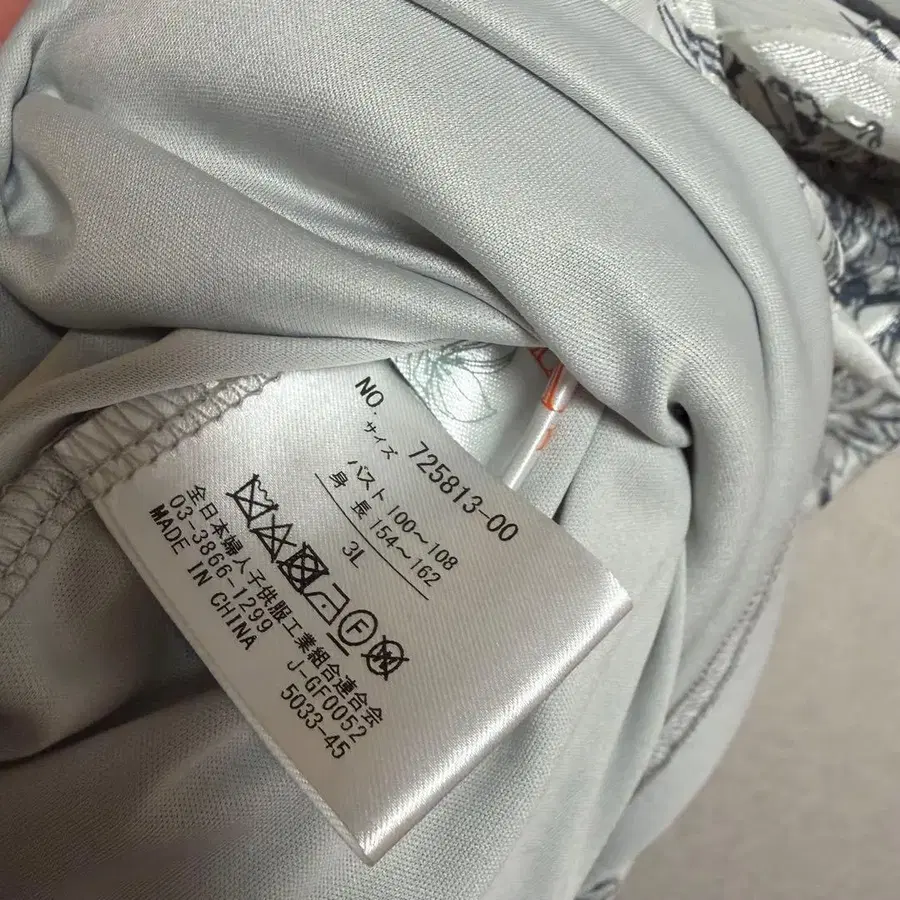 NO. 725813-00
サイズ
バスト 100～108
身長 154～162
3L
F
全日本婦人子供服工業組合連合会
03-3866-1299 J-GF0052
MADE IN CHINA 5033-45